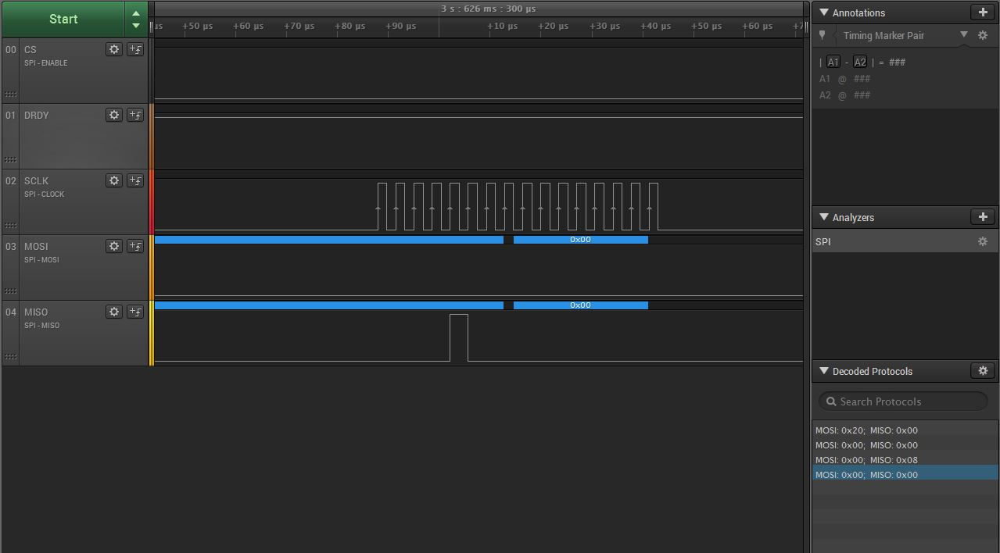 Start
3 s : 626 ms : 300 µs
µs +50 µs +60 µs +70 µs +80 µs +90 µs +10 µs +20 µs +30 µs +40 µs +50 µs +60 µs +7
00 CS
SPI - ENABLE
01 DRDY
02 SCLK
SPI - CLOCK
03 MOSI
SPI - MOSI
0x00
04 MISO
SPI - MISO
0x00
Annotations
Timing Marker Pair
| A1 - A2 | = ###
A1 @ ###
A2 @ ###
Analyzers
SPI
Decoded Protocols
Search Protocols
MOSI: 0x20; MISO: 0x00
MOSI: 0x00; MISO: 0x00
MOSI: 0x00; MISO: 0x08
MOSI: 0x00; MISO: 0x00